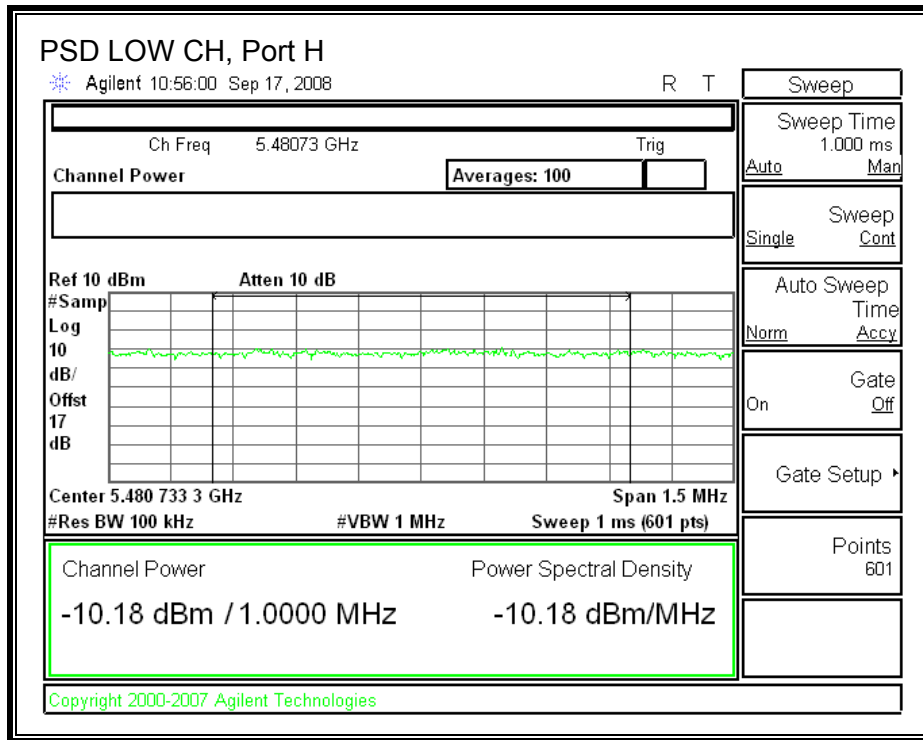 PSD LOW CH, Port H
Agilent 10:56:00 Sep 17, 2008 R T
Ch Freq 5.48073 GHz Trig
Channel Power Averages: 100
Ref 10 dBm Atten 10 dB
#Samp
Log
10
dB/
Offst
17
dB
Center 5.480 733 3 GHz Span 1.5 MHz
#Res BW 100 kHz #VBW 1 MHz Sweep 1 ms (601 pts)
Channel Power Power Spectral Density
-10.18 dBm / 1.0000 MHz -10.18 dBm/MHz
Copyright 2000-2007 Agilent Technologies
Sweep
Sweep Time
1.000 ms
Auto Man
Sweep
Single Cont
Auto Sweep
Time
Norm Accy
Gate
On Off
Gate Setup
Points
601